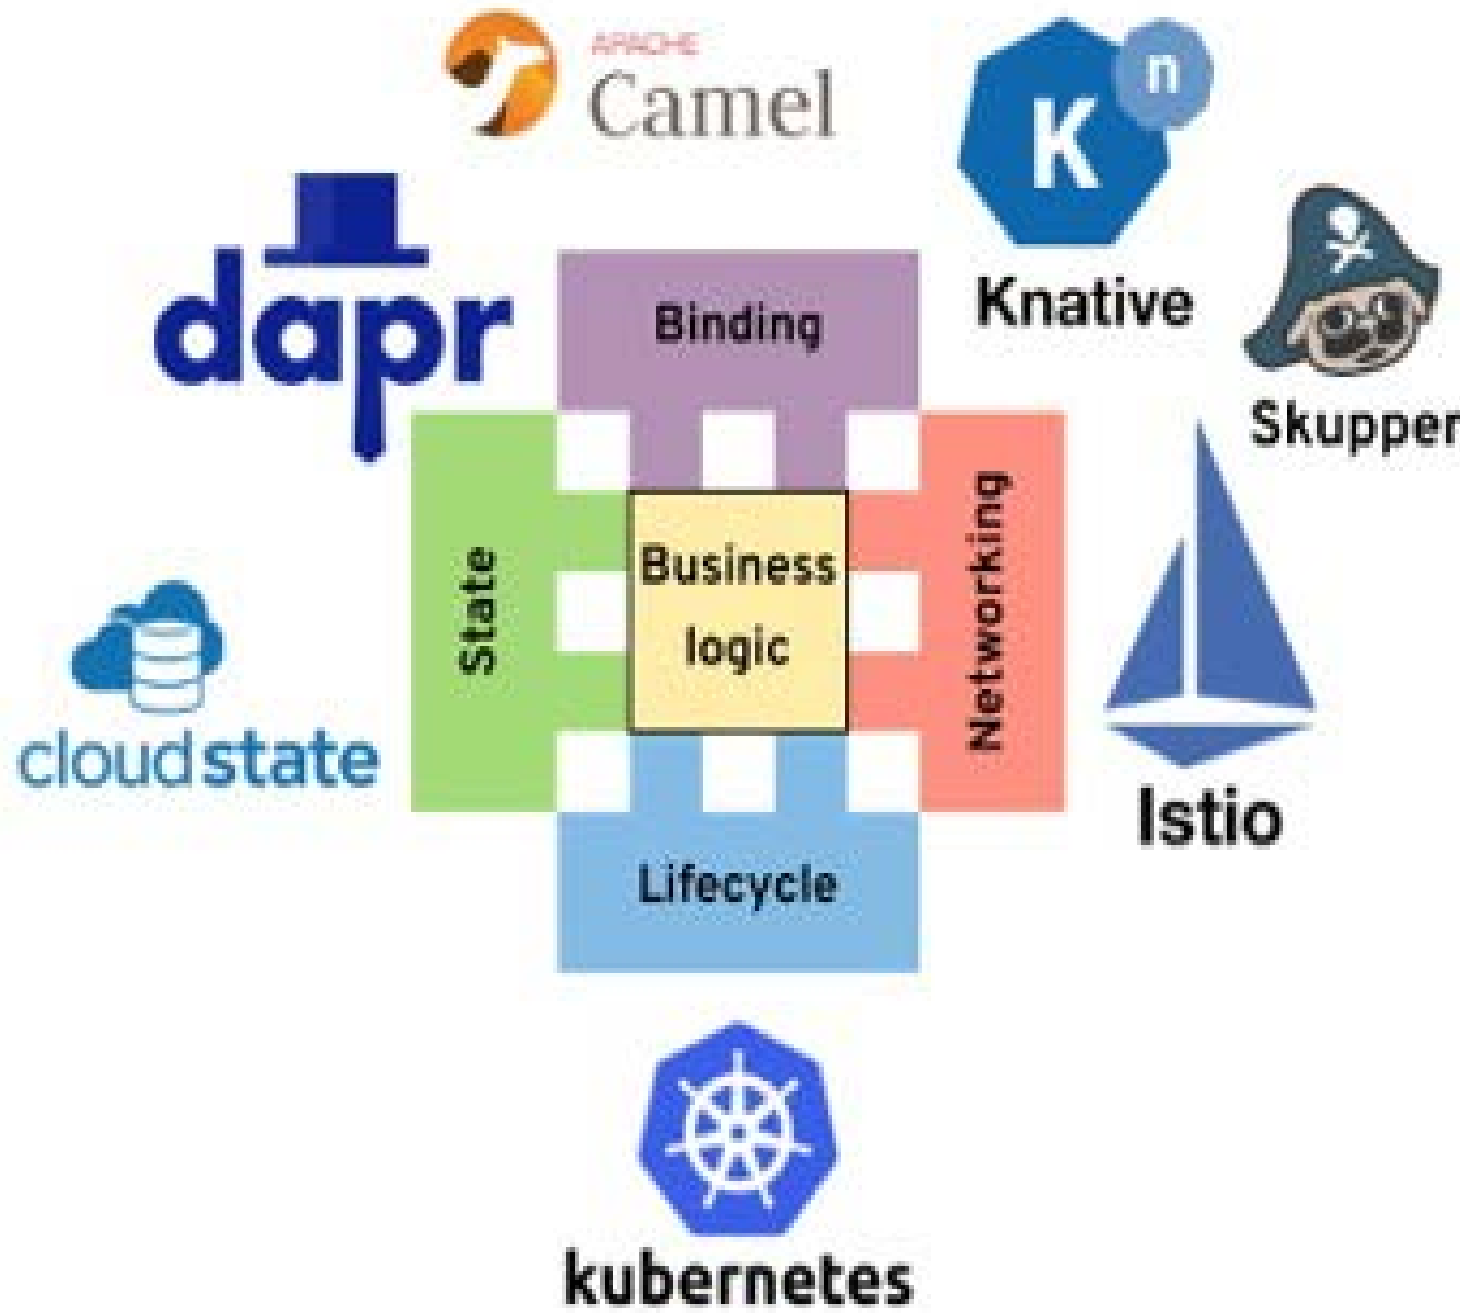 APACHE
Camel
K
n
dapr
Knative
Skupper
Binding
State
Business
logic
Networking
cloudstate
Istio
Lifecycle
kubernetes